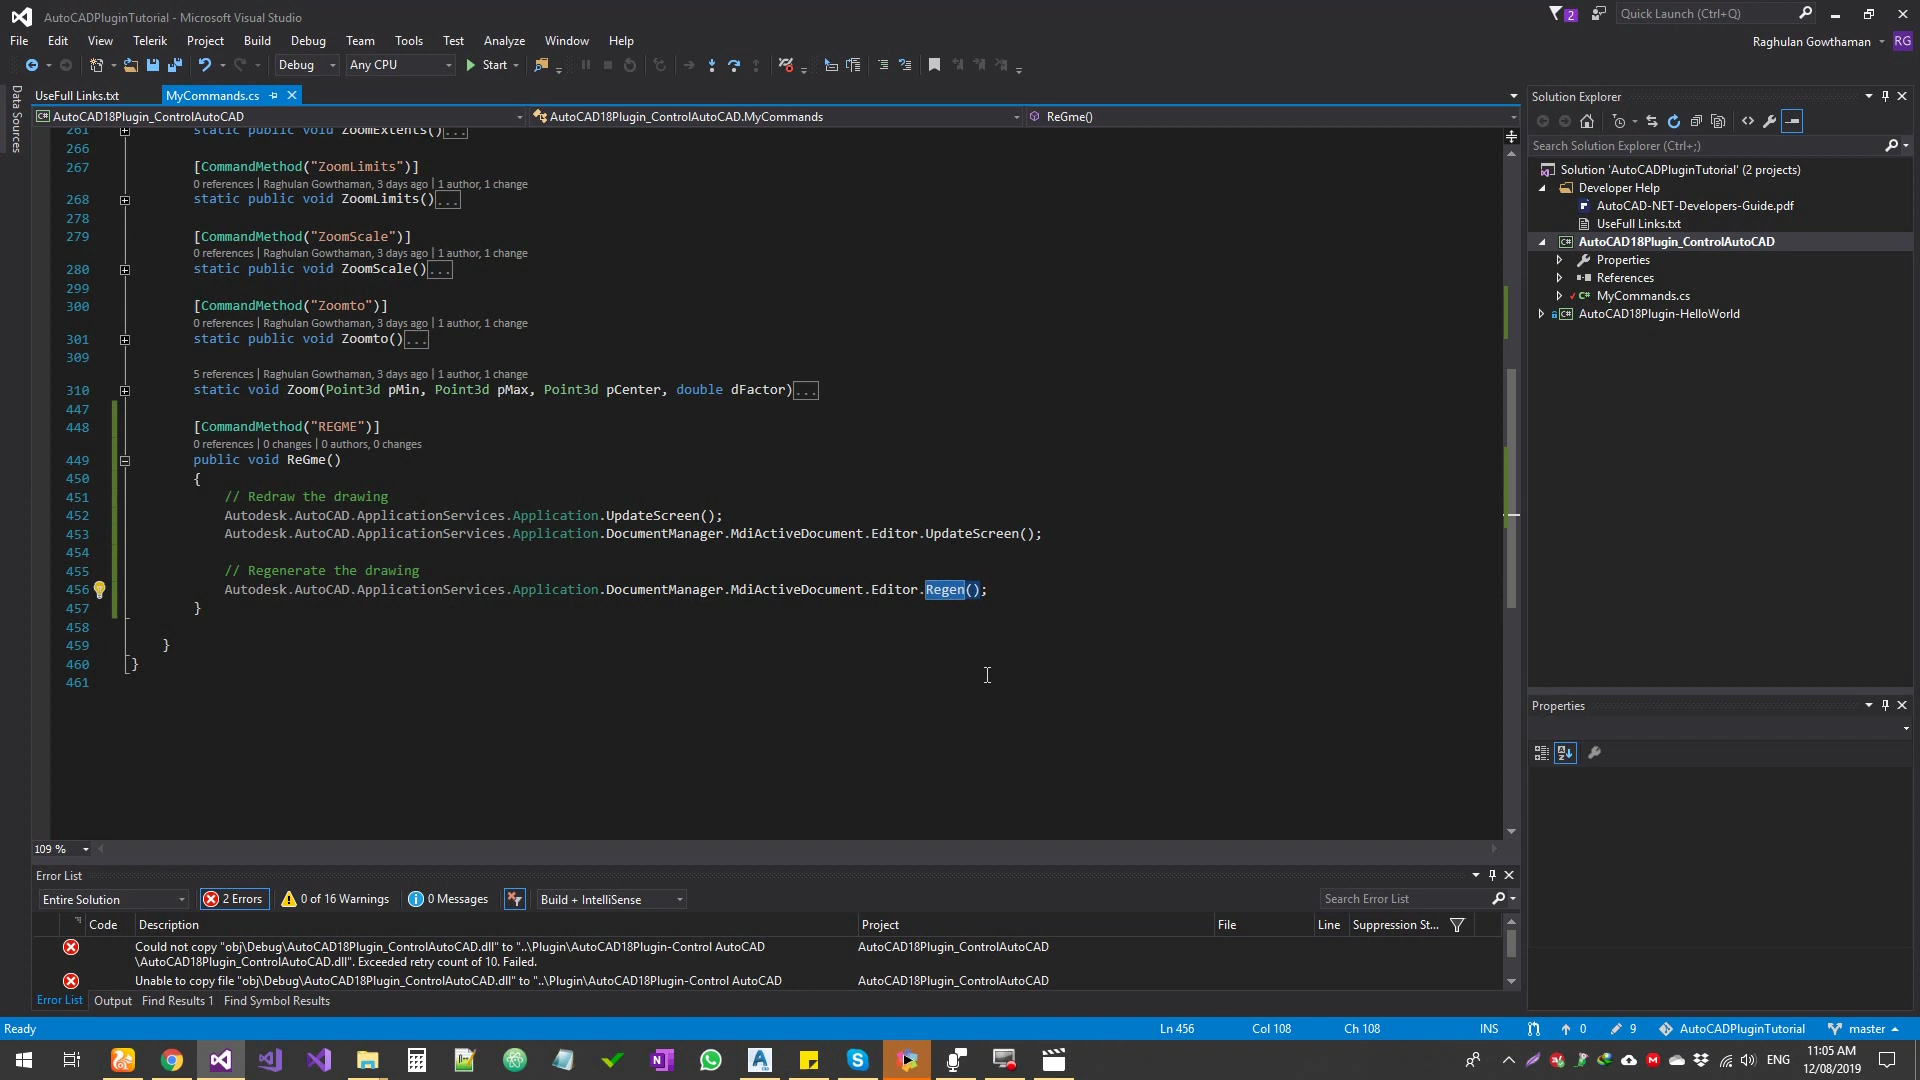 AutoCADPluginTutorial - Microsoft Visual Studio
2
Quick Launch (Ctrl+Q)
File Edit View Telerik Project Build Debug Team Tools Test Analyze Window Help
Raghulan Gowthaman RG
Debug Any CPU Start
Data Sources
UseFull Links.txt MyCommands.cs
AutoCAD18Plugin_ControlAutoCAD AutoCAD18Plugin_ControlAutoCAD.MyCommands ReGme()
261 static public void ZoomExtents()...
266
267 [CommandMethod("ZoomLimits")]
0 references | Raghulan Gowthaman, 3 days ago | 1 author, 1 change
268 static public void ZoomLimits()...
278
279 [CommandMethod("ZoomScale")]
0 references | Raghulan Gowthaman, 3 days ago | 1 author, 1 change
280 static public void ZoomScale()...
299
300 [CommandMethod("Zoomto")]
0 references | Raghulan Gowthaman, 3 days ago | 1 author, 1 change
301 static public void Zoomto()...
309
5 references | Raghulan Gowthaman, 3 days ago | 1 author, 1 change
310 static void Zoom(Point3d pMin, Point3d pMax, Point3d pCenter, double dFactor)...
447
448 [CommandMethod("REGME")]
0 references | 0 changes | 0 authors, 0 changes
449 public void ReGme()
450 {
451 // Redraw the drawing
452 Autodesk.AutoCAD.ApplicationServices.Application.UpdateScreen();
453 Autodesk.AutoCAD.ApplicationServices.Application.DocumentManager.MdiActiveDocument.Editor.UpdateScreen();
454
455 // Regenerate the drawing
456 Autodesk.AutoCAD.ApplicationServices.Application.DocumentManager.MdiActiveDocument.Editor.Regen();
457 }
458
459 }
460 }
461
109 %
Solution Explorer
Search Solution Explorer (Ctrl+;)
Solution 'AutoCADPluginTutorial' (2 projects)
Developer Help
AutoCAD-NET-Developers-Guide.pdf
UseFull Links.txt
AutoCAD18Plugin_ControlAutoCAD
Properties
References
MyCommands.cs
AutoCAD18Plugin-HelloWorld
Properties
Error List
Entire Solution 2 Errors 0 of 16 Warnings 0 Messages Build + IntelliSense Search Error List
Code Description Project File Line Suppression St...
Could not copy "obj\Debug\AutoCAD18Plugin_ControlAutoCAD.dll" to "..\Plugin\AutoCAD18Plugin-Control AutoCAD AutoCAD18Plugin_ControlAutoCAD
\AutoCAD18Plugin_ControlAutoCAD.dll". Exceeded retry count of 10. Failed.
Unable to copy file "obj\Debug\AutoCAD18Plugin_ControlAutoCAD.dll" to "..\Plugin\AutoCAD18Plugin-Control AutoCAD AutoCAD18Plugin_ControlAutoCAD
Error List Output Find Results 1 Find Symbol Results
Ready Ln 456 Col 108 Ch 108 INS 0 9 AutoCADPluginTutorial master
ENG 11:05 AM
12/08/2019